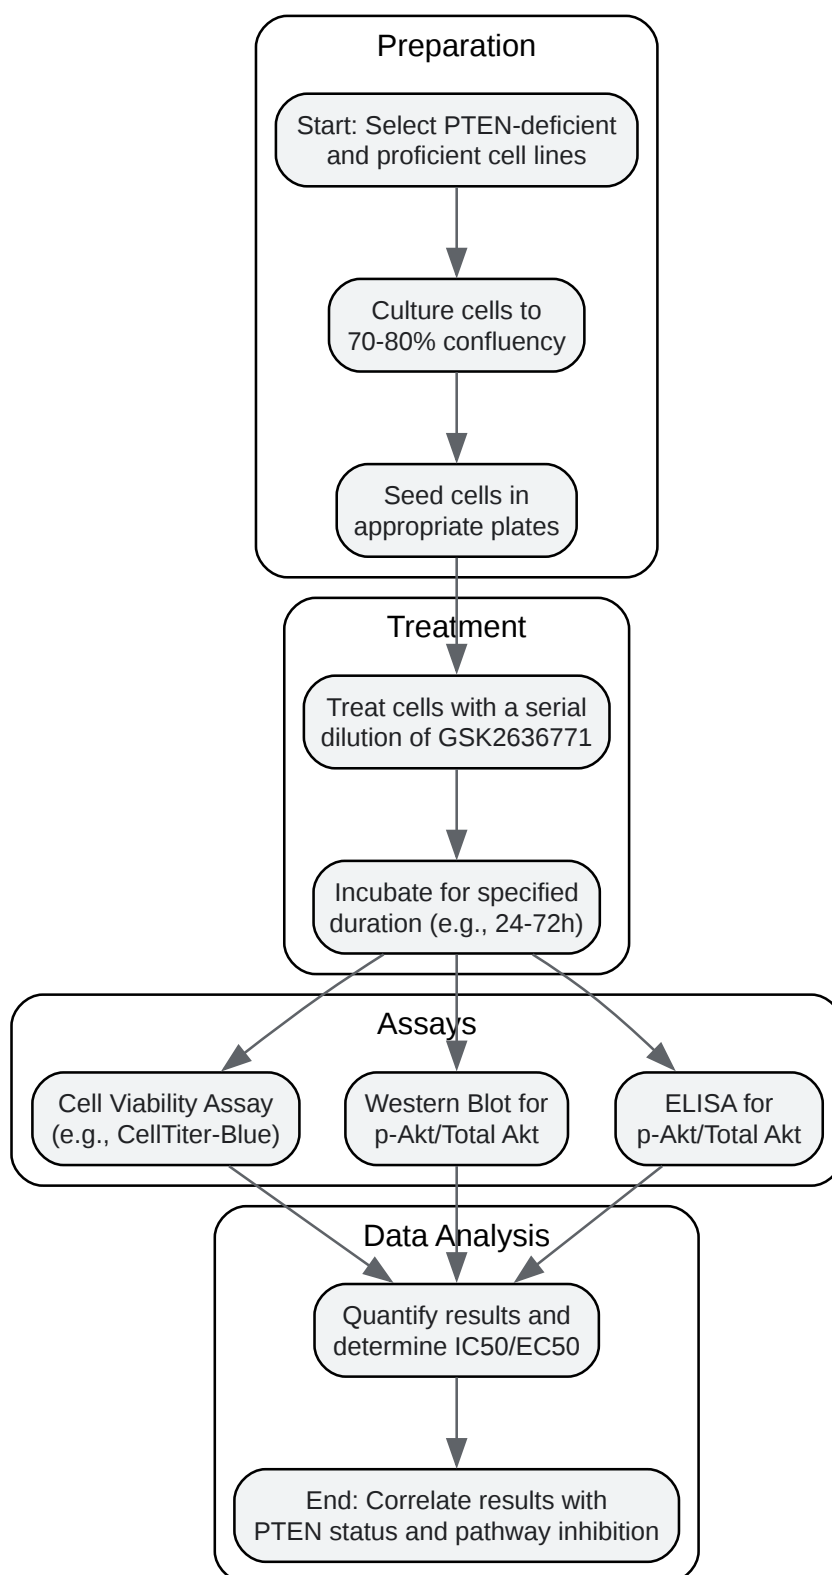 Preparation
Start: Select PTEN-deficient
and proficient cell lines
Culture cells to
70-80% confluency
Seed cells in
appropriate plates
Treatment
Treat cells with a serial
dilution of GSK2636771
Incubate for specified
duration (e.g., 24-72h)
Assays
Cell Viability Assay
(e.g., CellTiter-Blue)
Western Blot for
p-Akt/Total Akt
ELISA for
p-Akt/Total Akt
Data Analysis
Quantify results and
determine IC50/EC50
End: Correlate results with
PTEN status and pathway inhibition